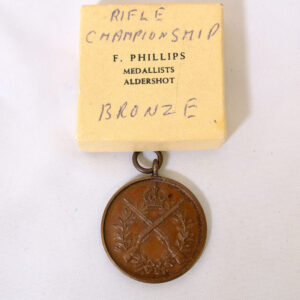 RIFLE
CHAMPIONSHIP
F. PHILLIPS
MEDALLISTS
ALDERSHOT
BRONZE